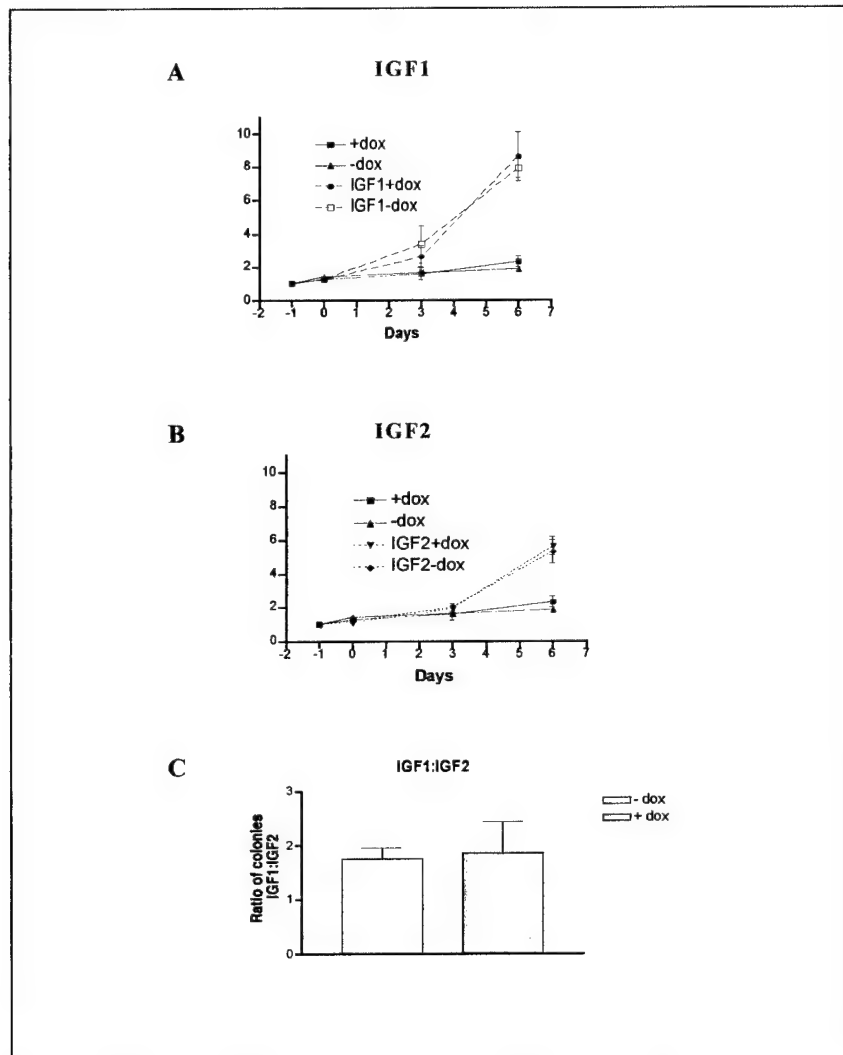 A
IGF1
10
8
6
4
2
0
+dox
-dox
IGF1+dox
IGF1-dox
-2 -1 0 1 2 3 4 5 6 7
Days
B
IGF2
10
8
6
4
2
0
+dox
-dox
IGF2+dox
IGF2-dox
-2 -1 0 1 2 3 4 5 6 7
Days
C
IGF1:IGF2
Ratio of colonies
IGF1:IGF2
3
2
1
0
- dox
+ dox